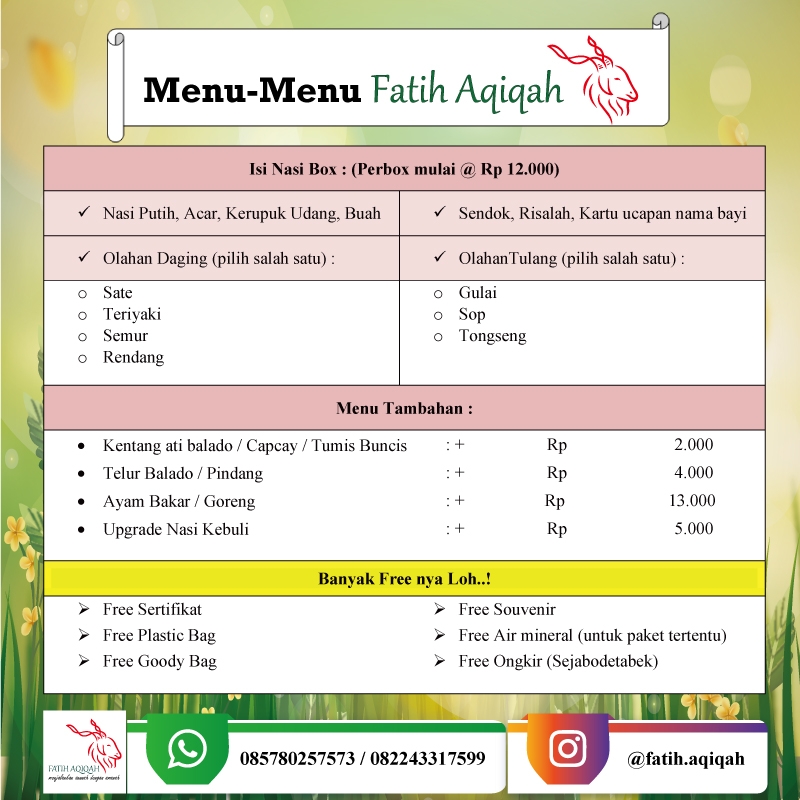 Menu-Menu Fatih Aqiqah
Isi Nasi Box : (Perbox mulai @ Rp 12.000)
✓ Nasi Putih, Acar, Kerupuk Udang, Buah
✓ Sendok, Risalah, Kartu ucapan nama bayi
✓ Olahan Daging (pilih salah satu) :
✓ OlahanTulang (pilih salah satu) :
o Sate
o Teriyaki
o Semur
o Rendang
o Gulai
o Sop
o Tongseng
Menu Tambahan :
• Kentang ati balado / Capcay / Tumis Buncis : + Rp 2.000
• Telur Balado / Pindang : + Rp 4.000
• Ayam Bakar / Goreng : + Rp 13.000
• Upgrade Nasi Kebuli : + Rp 5.000
Banyak Free nya Loh..!
➢ Free Sertifikat
➢ Free Plastic Bag
➢ Free Goody Bag
➢ Free Souvenir
➢ Free Air mineral (untuk paket tertentu)
➢ Free Ongkir (Sejabodetabek)
FATIH AQIQAH
menjalankan sunnah dengan amanah
085780257573 / 082243317599
@fatih.aqiqah